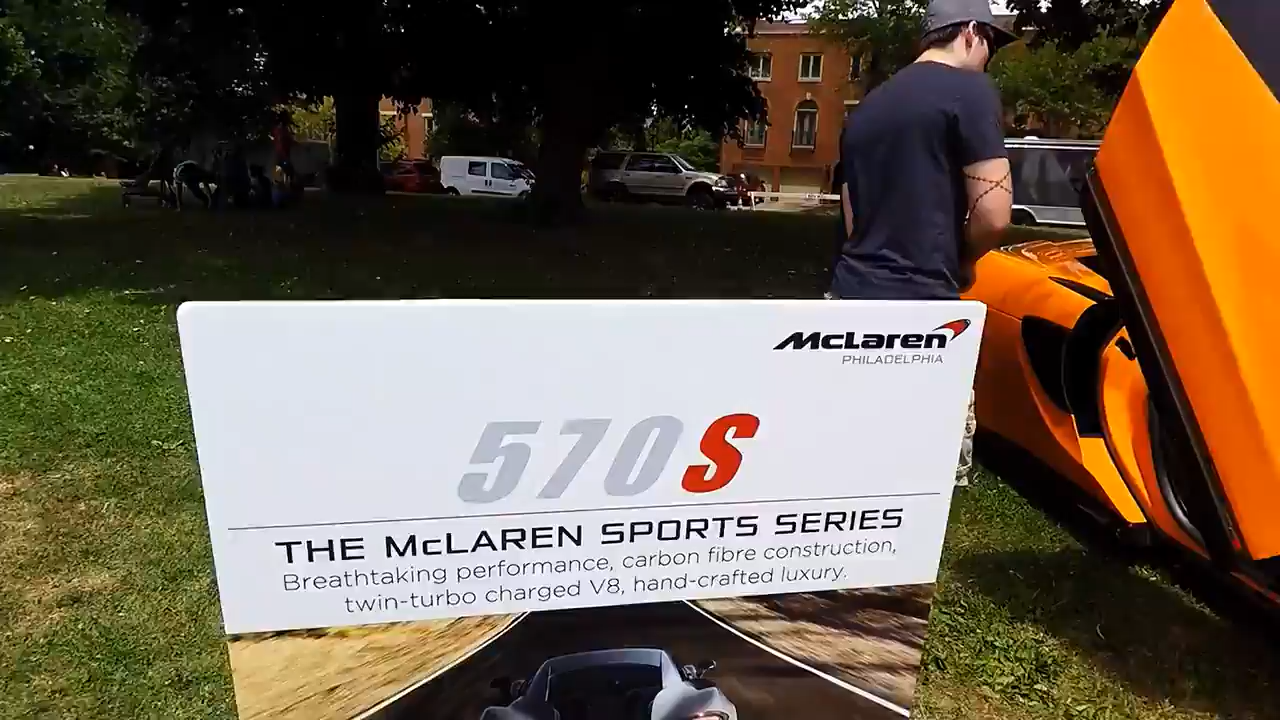 McLaren
PHILADELPHIA
570S
THE McLAREN SPORTS SERIES
Breathtaking performance, carbon fibre construction,
twin-turbo charged V8, hand-crafted luxury.